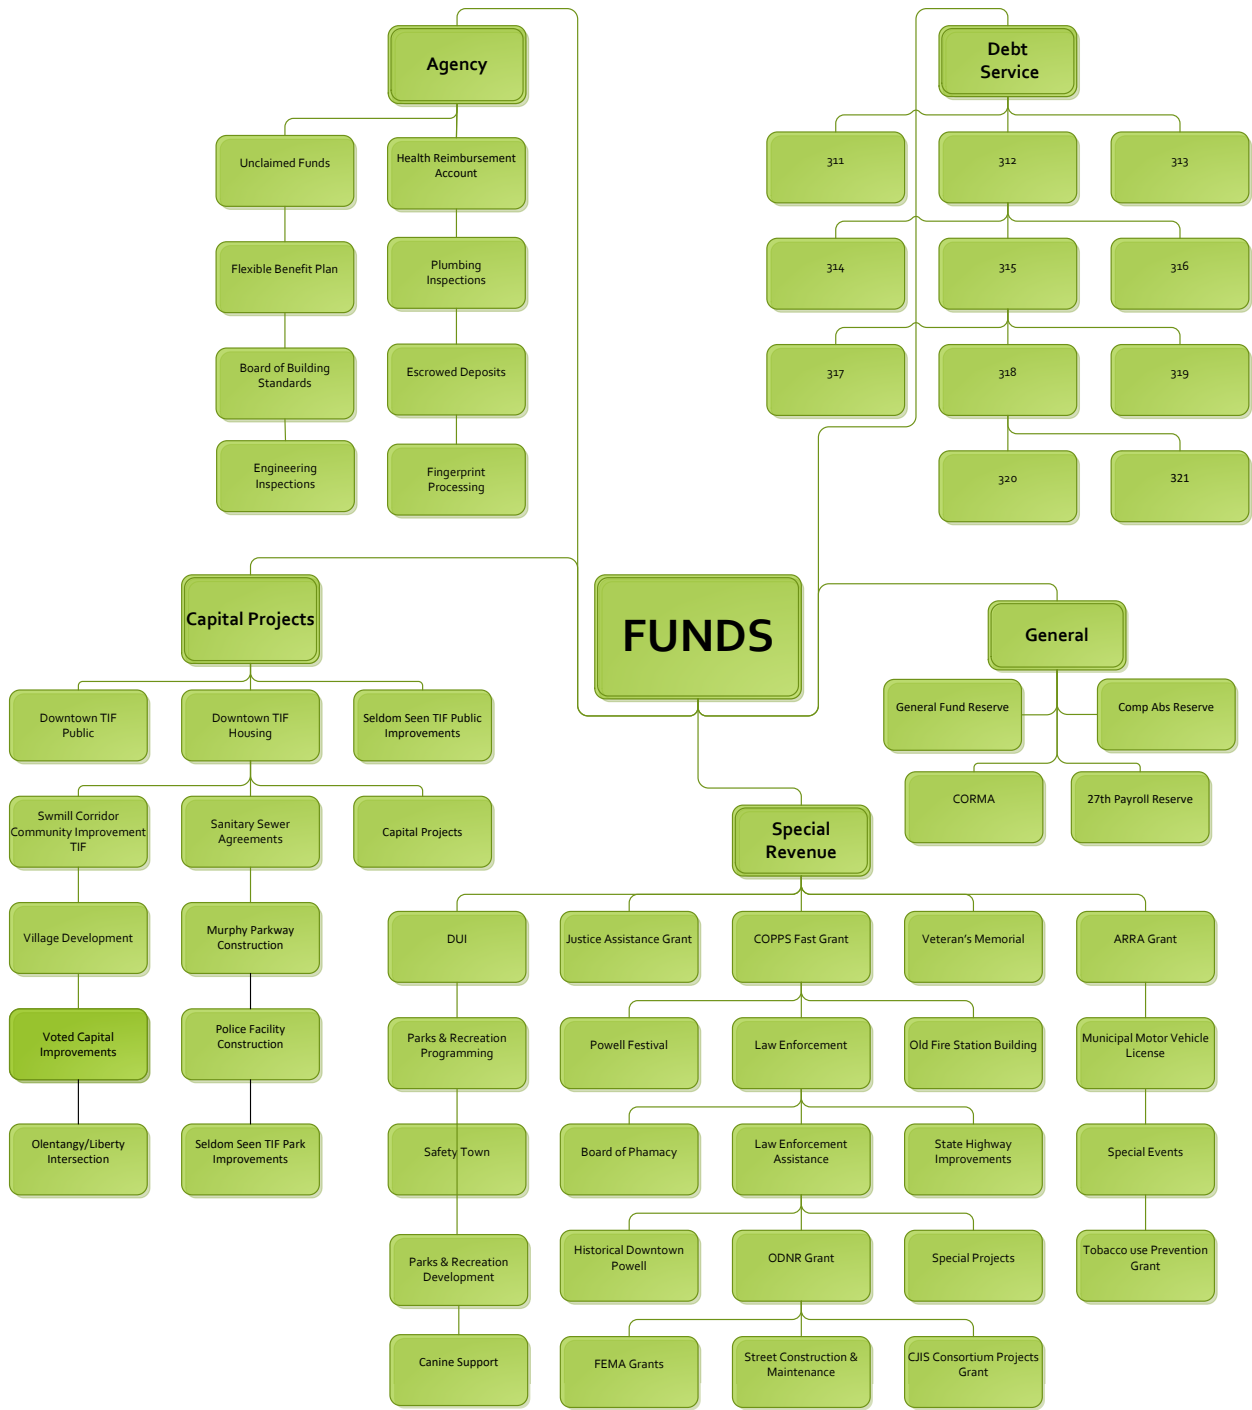 Agency
Unclaimed Funds
Health Reimbursement
Account
Flexible Benefit Plan
Plumbing
Inspections
Board of Building
Standards
Escrowed Deposits
Engineering
Inspections
Fingerprint
Processing
Debt
Service
311
312
313
314
315
316
317
318
319
320
321
FUNDS
Capital Projects
Downtown TIF
Public
Downtown TIF
Housing
Seldom Seen TIF Public
Improvements
Swmill Corridor
Community Improvement
TIF
Sanitary Sewer
Agreements
Capital Projects
Village Development
Murphy Parkway
Construction
Voted Capital
Improvements
Police Facility
Construction
Olentangy/Liberty
Intersection
Seldom Seen TIF Park
Improvements
General
General Fund Reserve
Comp Abs Reserve
CORMA
27th Payroll Reserve
Special
Revenue
DUI
Justice Assistance Grant
COPPS Fast Grant
Veteran's Memorial
ARRA Grant
Parks & Recreation
Programming
Powell Festival
Law Enforcement
Old Fire Station Building
Municipal Motor Vehicle
License
Safety Town
Board of Phamacy
Law Enforcement
Assistance
State Highway
Improvements
Special Events
Parks & Recreation
Development
Historical Downtown
Powell
ODNR Grant
Special Projects
Tobacco use Prevention
Grant
Canine Support
FEMA Grants
Street Construction &
Maintenance
CJIS Consortium Projects
Grant